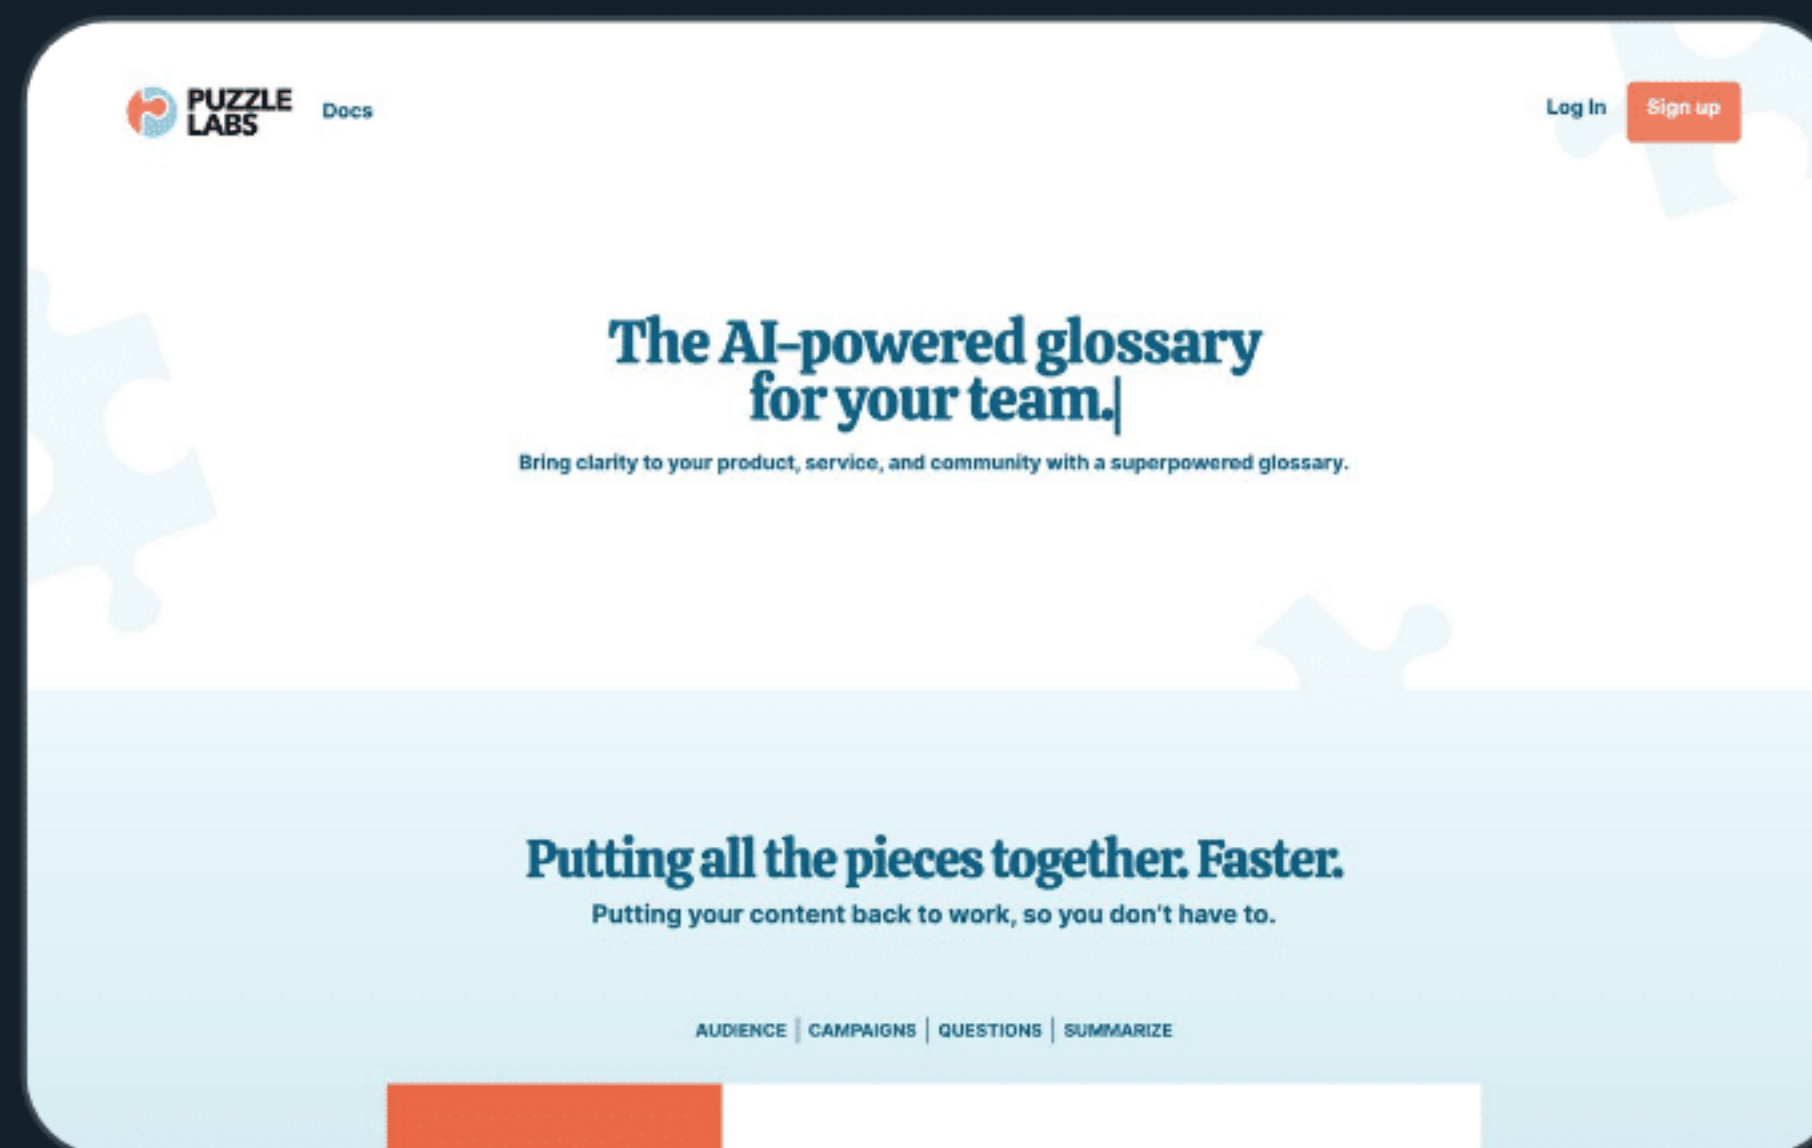 PUZZLE
LABS
Docs
Log In
Sign up
The AI-powered glossary
for your team.
Bring clarity to your product, service, and community with a superpowered glossary.
Putting all the pieces together. Faster.
Putting your content back to work, so you don't have to.
AUDIENCE | CAMPAIGNS | QUESTIONS | SUMMARIZE